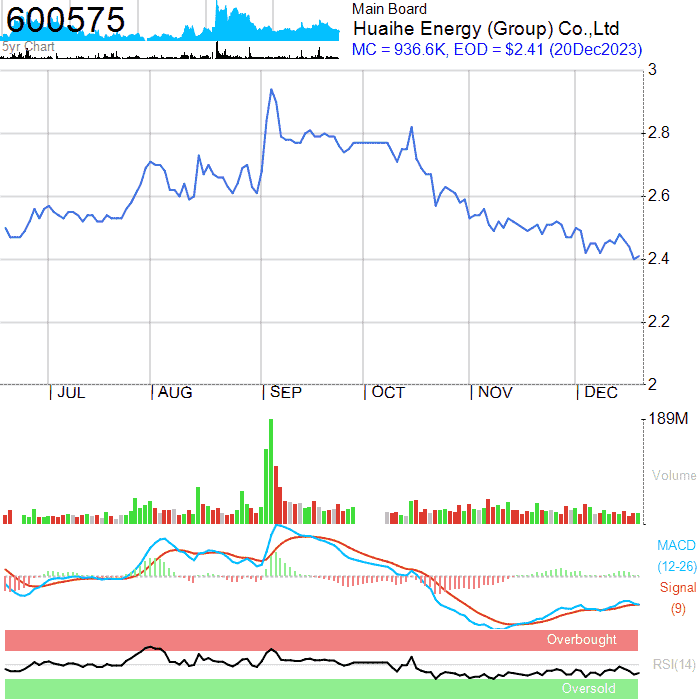 600575
5yr Chart
Main Board
Huaihe Energy (Group) Co.,Ltd
MC = 936.6K, EOD = $2.41 (20Dec2023)
3
2.8
2.6
2.4
2.2
2
JUL AUG SEP OCT NOV DEC
189M
Volume
MACD
(12-26)
Signal
(9)
Overbought
RSI(14)
Oversold